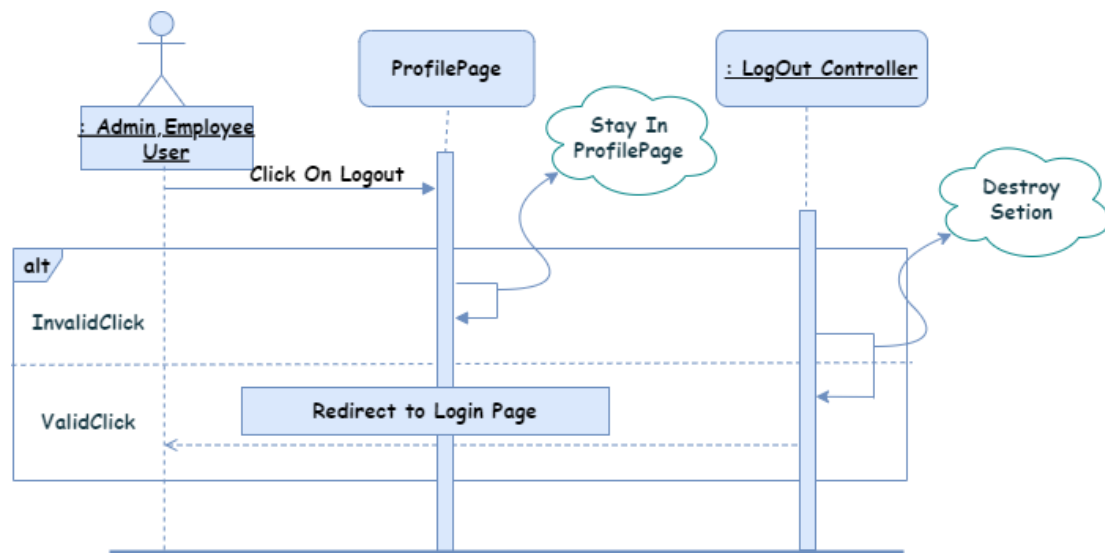 ProfilePage
: LogOut Controller
: Admin,Employee
User
Stay In
ProfilePage
Click On Logout
Destroy
Setion
alt
InvalidClick
Redirect to Login Page
ValidClick